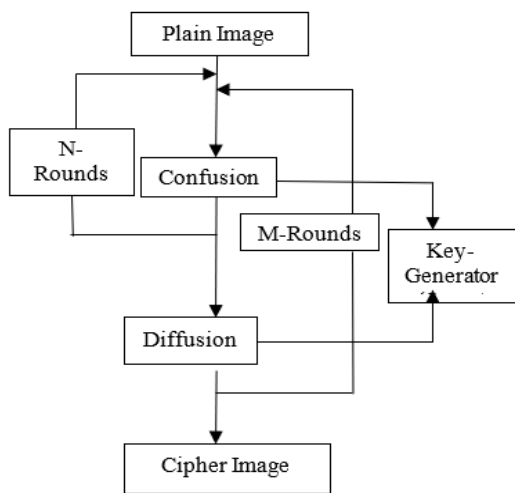 Plain Image
N-
Rounds
Confusion
M-Rounds
Key-
Generator
Diffusion
Cipher Image